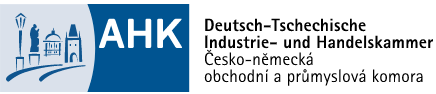 AHK
Deutsch-Tschechische
Industrie- und Handelskammer
Česko-německá
obchodní a průmyslová komora